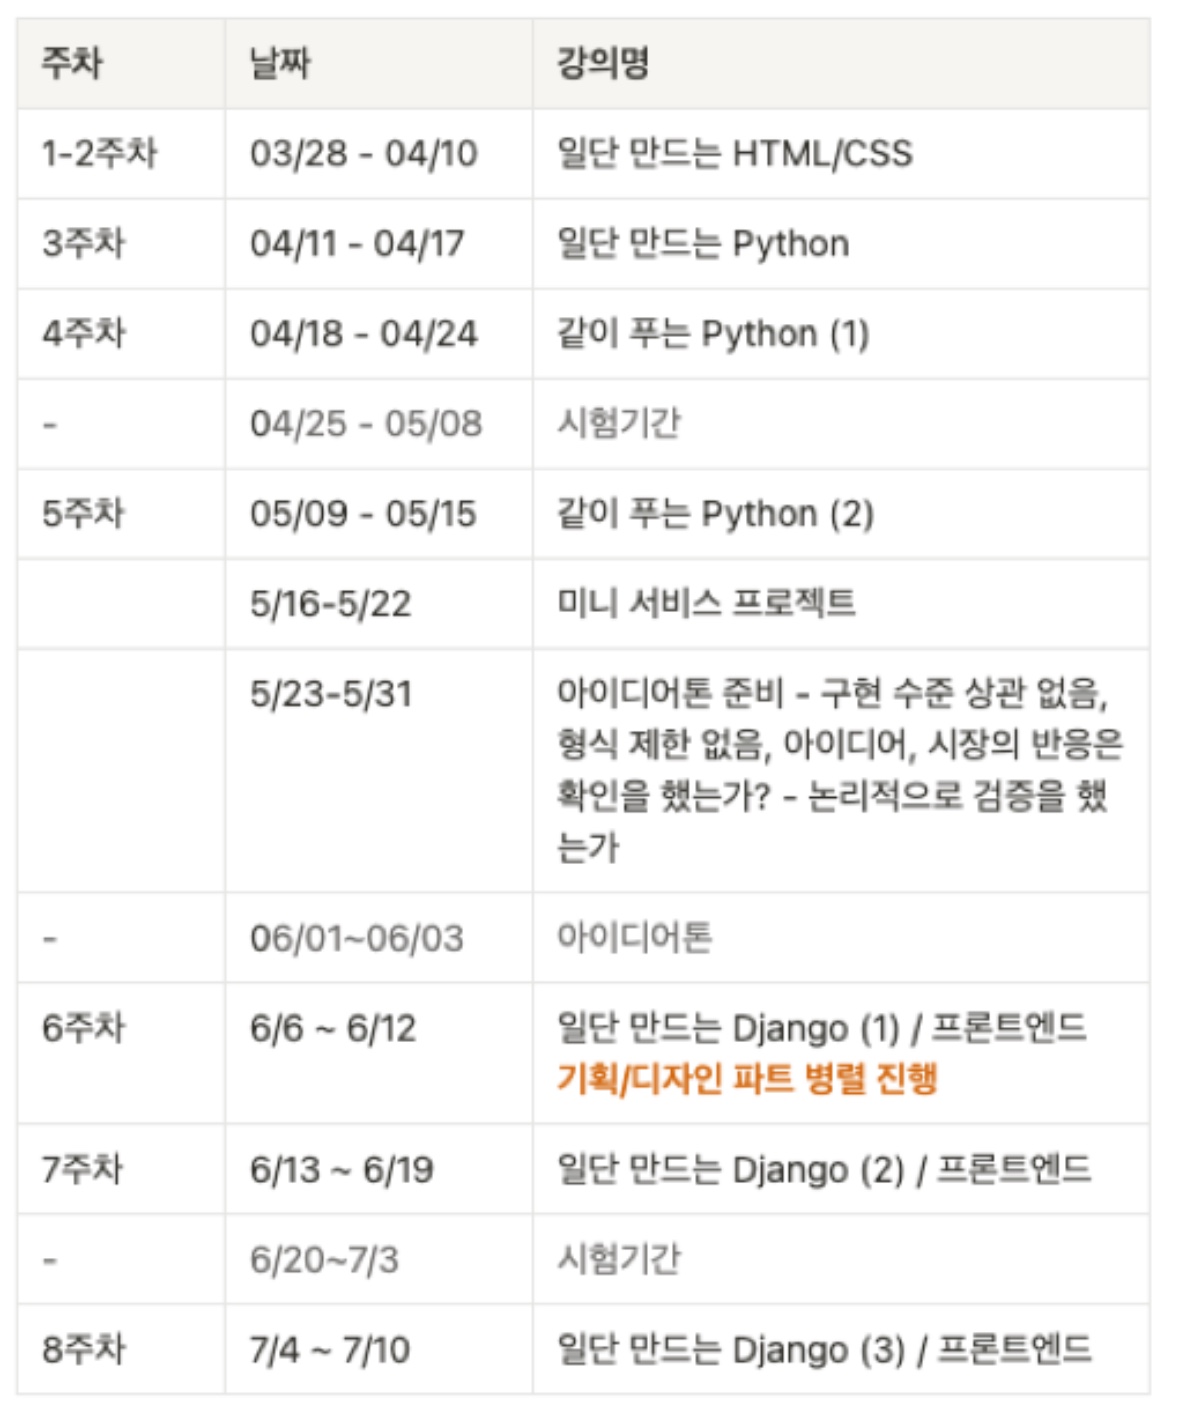 주차 날짜 강의명
1-2주차 03/28 - 04/10 일단 만드는 HTML/CSS
3주차 04/11 - 04/17 일단 만드는 Python
4주차 04/18 - 04/24 같이 푸는 Python (1)
- 04/25 - 05/08 시험기간
5주차 05/09 - 05/15 같이 푸는 Python (2)
5/16-5/22 미니 서비스 프로젝트
5/23-5/31 아이디어톤 준비 - 구현 수준 상관 없음,
형식 제한 없음, 아이디어, 시장의 반응은
확인을 했는가? - 논리적으로 검증을 했
는가
- 06/01~06/03 아이디어톤
6주차 6/6 ~ 6/12 일단 만드는 Django (1) / 프론트엔드
기획/디자인 파트 병렬 진행
7주차 6/13 ~ 6/19 일단 만드는 Django (2) / 프론트엔드
- 6/20~7/3 시험기간
8주차 7/4 ~ 7/10 일단 만드는 Django (3) / 프론트엔드